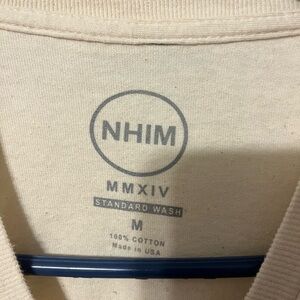 NHIM
MMXIV
STANDARD WASH
M
100% COTTON
Made in USA